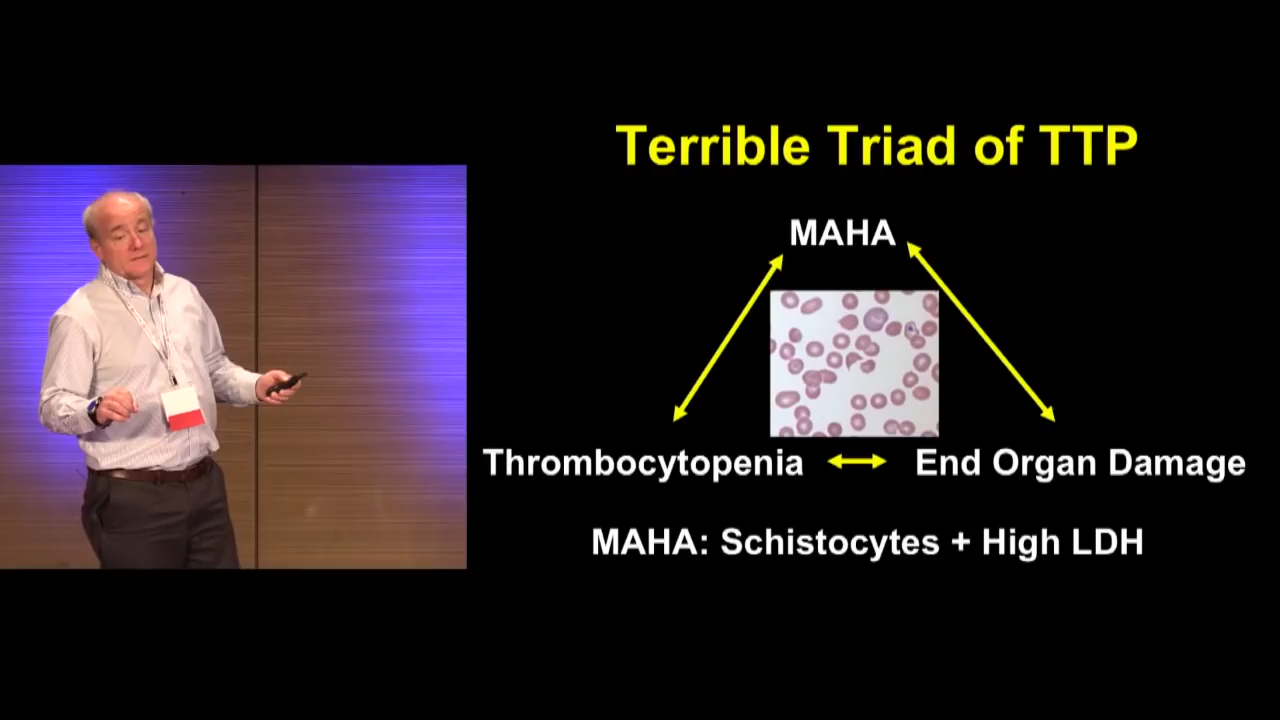 Terrible Triad of TTP
MAHA
Thrombocytopenia
End Organ Damage
MAHA: Schistocytes + High LDH